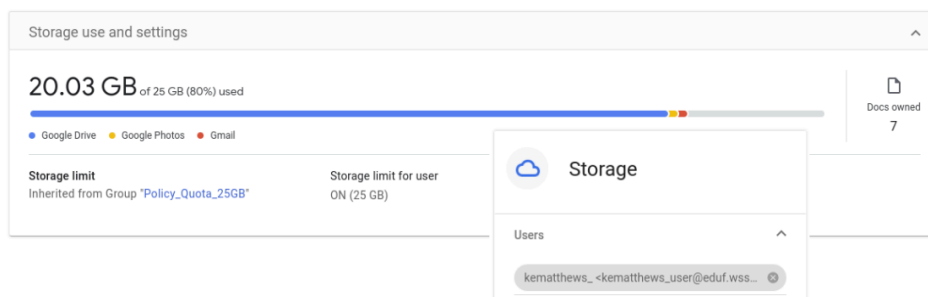 Storage use and settings
20.03 GB of 25 GB (80%) used
Google Drive Google Photos Gmail
Docs owned
7
Storage limit
Inherited from Group "Policy_Quota_25GB"
Storage limit for user
ON (25 GB)
Storage
Users
kematthews_ <kematthews_user@eduf.wss...